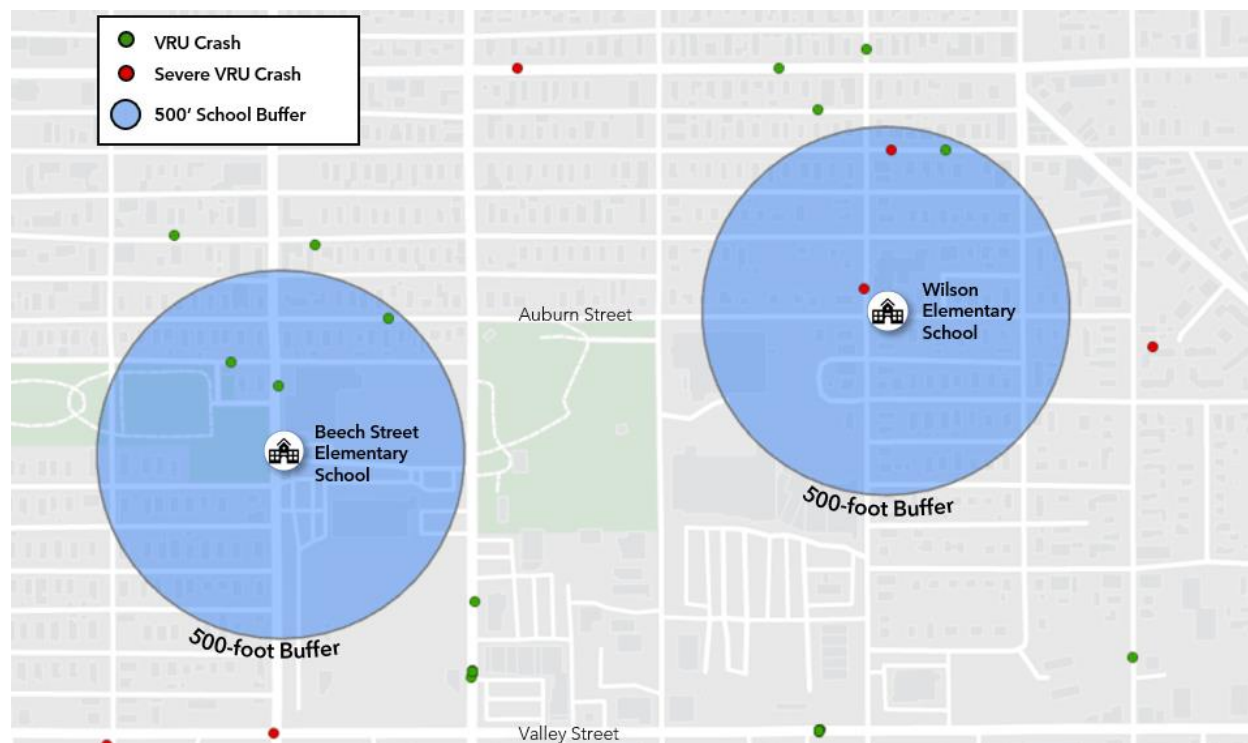 VRU Crash
Severe VRU Crash
500' School Buffer
Auburn Street
Wilson
Elementary
School
Beech Street
Elementary
School
500-foot Buffer
500-foot Buffer
Valley Street